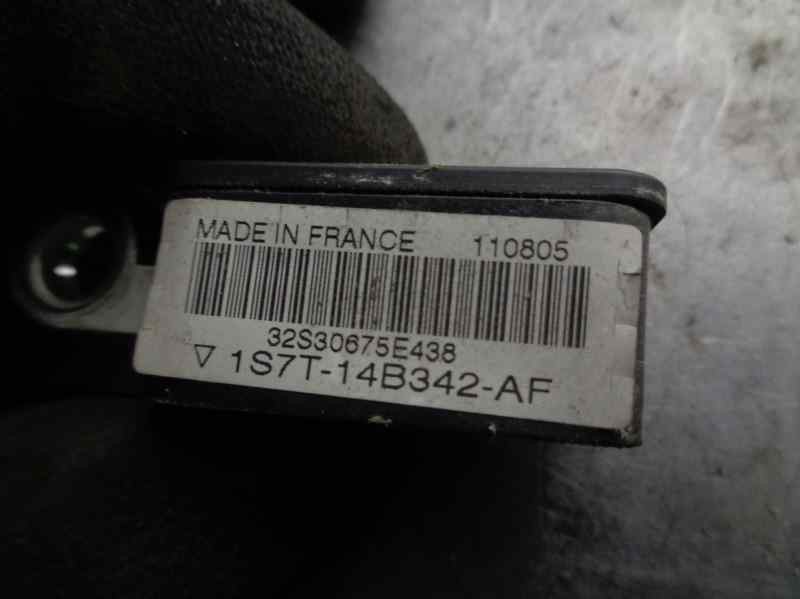 MADE IN FRANCE 110805
32S30675E438
▽ 1S7T-14B342-AF